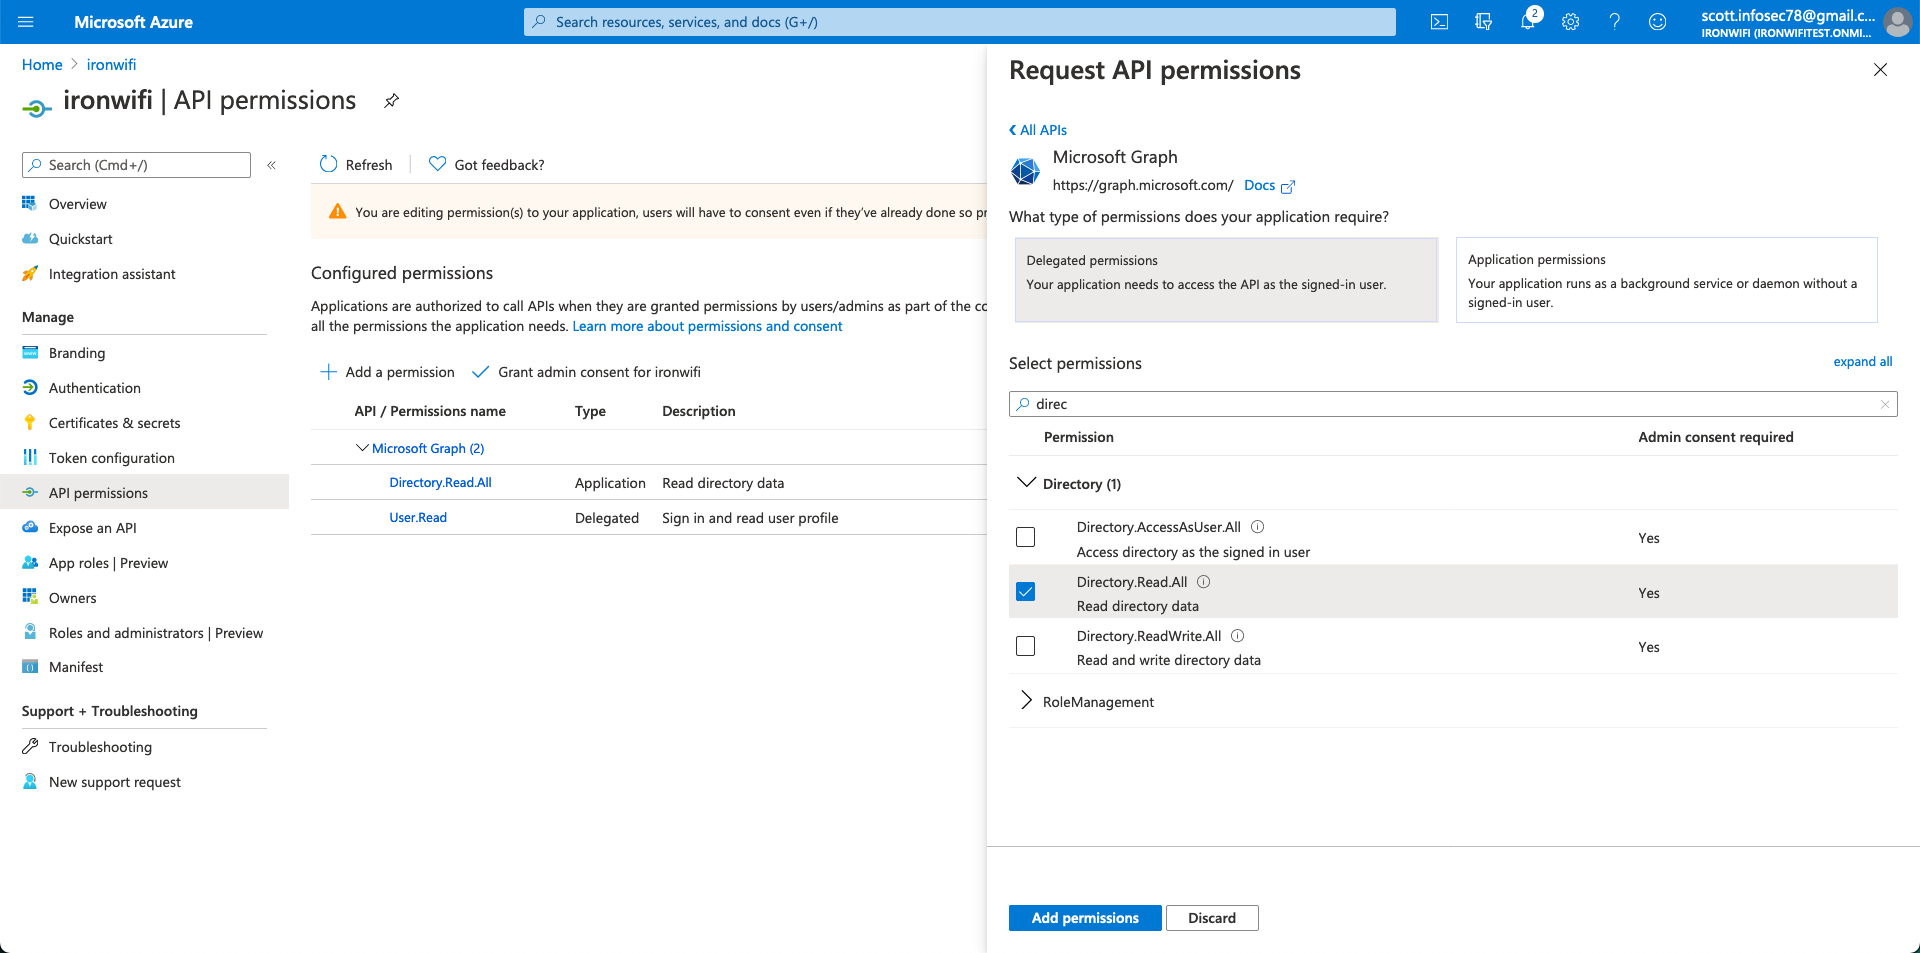 Microsoft Azure
Search resources, services, and docs (G+/)
2
scott.infosec78@gmail.c...
IRONWIFI (IRONWIFITEST.ONMI...
Home > ironwifi
ironwifi | API permissions
Search (Cmd+/)
«
Overview
Quickstart
Integration assistant
Manage
Branding
Authentication
Certificates & secrets
Token configuration
API permissions
Expose an API
App roles | Preview
Owners
Roles and administrators | Preview
Manifest
Support + Troubleshooting
Troubleshooting
New support request
Refresh
Got feedback?
You are editing permission(s) to your application, users will have to consent even if they've already done so pr
Configured permissions
Applications are authorized to call APIs when they are granted permissions by users/admins as part of the co
all the permissions the application needs. Learn more about permissions and consent
Add a permission
Grant admin consent for ironwifi
API / Permissions name Type Description
Microsoft Graph (2)
Directory.Read.All Application Read directory data
User.Read Delegated Sign in and read user profile
Request API permissions
All APIs
Microsoft Graph
https://graph.microsoft.com/ Docs
What type of permissions does your application require?
Delegated permissions
Your application needs to access the API as the signed-in user.
Application permissions
Your application runs as a background service or daemon without a
signed-in user.
Select permissions
expand all
direc
Permission Admin consent required
Directory (1)
Directory.AccessAsUser.All
Access directory as the signed in user
Yes
Directory.Read.All
Read directory data
Yes
Directory.ReadWrite.All
Read and write directory data
Yes
RoleManagement
Add permissions
Discard